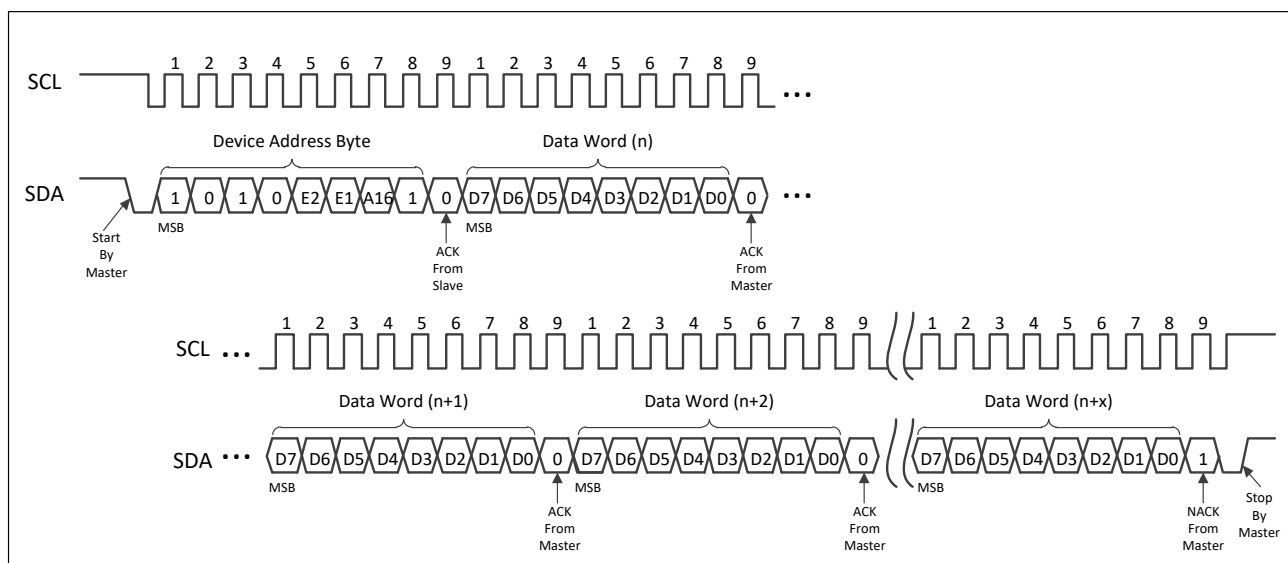 1 2 3 4 5 6 7 8 9 1 2 3 4 5 6 7 8 9
SCL ...
Device Address Byte Data Word (n)
SDA 1 0 1 0 E2 E1 A16 1 0 D7 D6 D5 D4 D3 D2 D1 D0 0 ...
MSB MSB
Start
By
Master
ACK
From
Slave
ACK
From
Master
1 2 3 4 5 6 7 8 9 1 2 3 4 5 6 7 8 9 1 2 3 4 5 6 7 8 9
SCL ...
Data Word (n+1) Data Word (n+2) Data Word (n+x)
SDA ... D7 D6 D5 D4 D3 D2 D1 D0 0 D7 D6 D5 D4 D3 D2 D1 D0 0 D7 D6 D5 D4 D3 D2 D1 D0 1
MSB MSB MSB
ACK
From
Master
ACK
From
Master
NACK
From
Master
Stop
By
Master